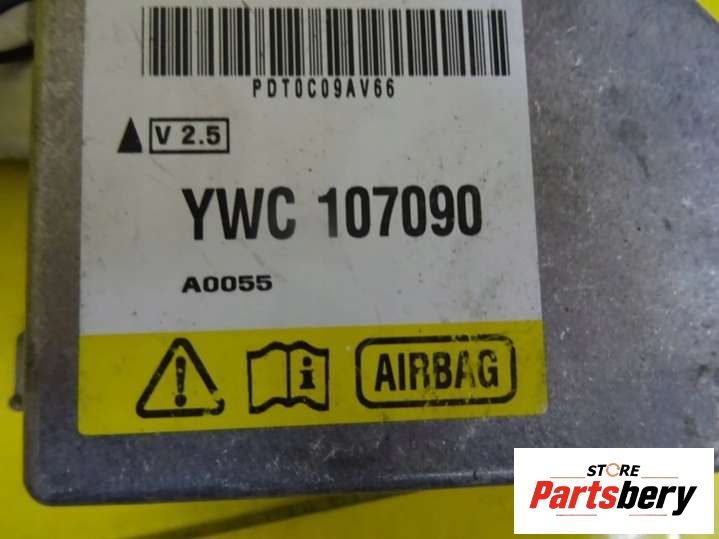 PDT0C09AV66
V 2.5
YWC 107090
A0055
AIRBAG
STORE
Partsbery